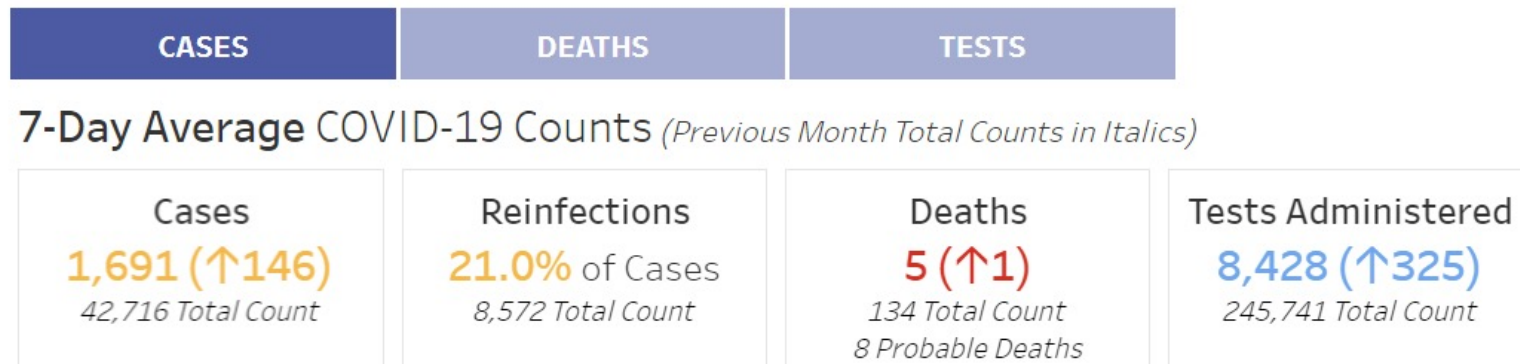 CASES
DEATHS
TESTS
7-Day Average COVID-19 Counts (Previous Month Total Counts in Italics)
Cases
1,691 (↑146)
42,716 Total Count
Reinfections
21.0% of Cases
8,572 Total Count
Deaths
5 (↑1)
134 Total Count
8 Probable Deaths
Tests Administered
8,428 (↑325)
245,741 Total Count